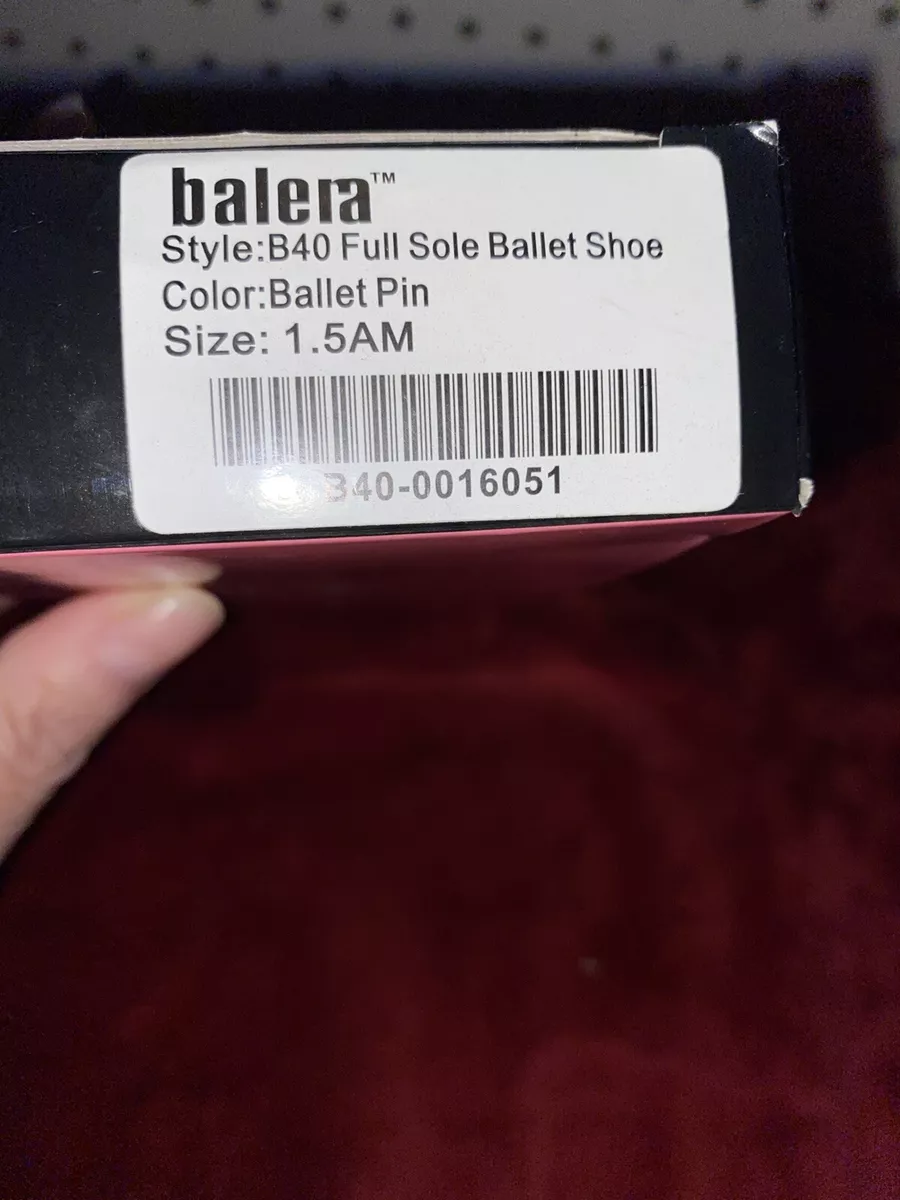 balera™
Style:B40 Full Sole Ballet Shoe
Color:Ballet Pin
Size: 1.5AM
B40-0016051